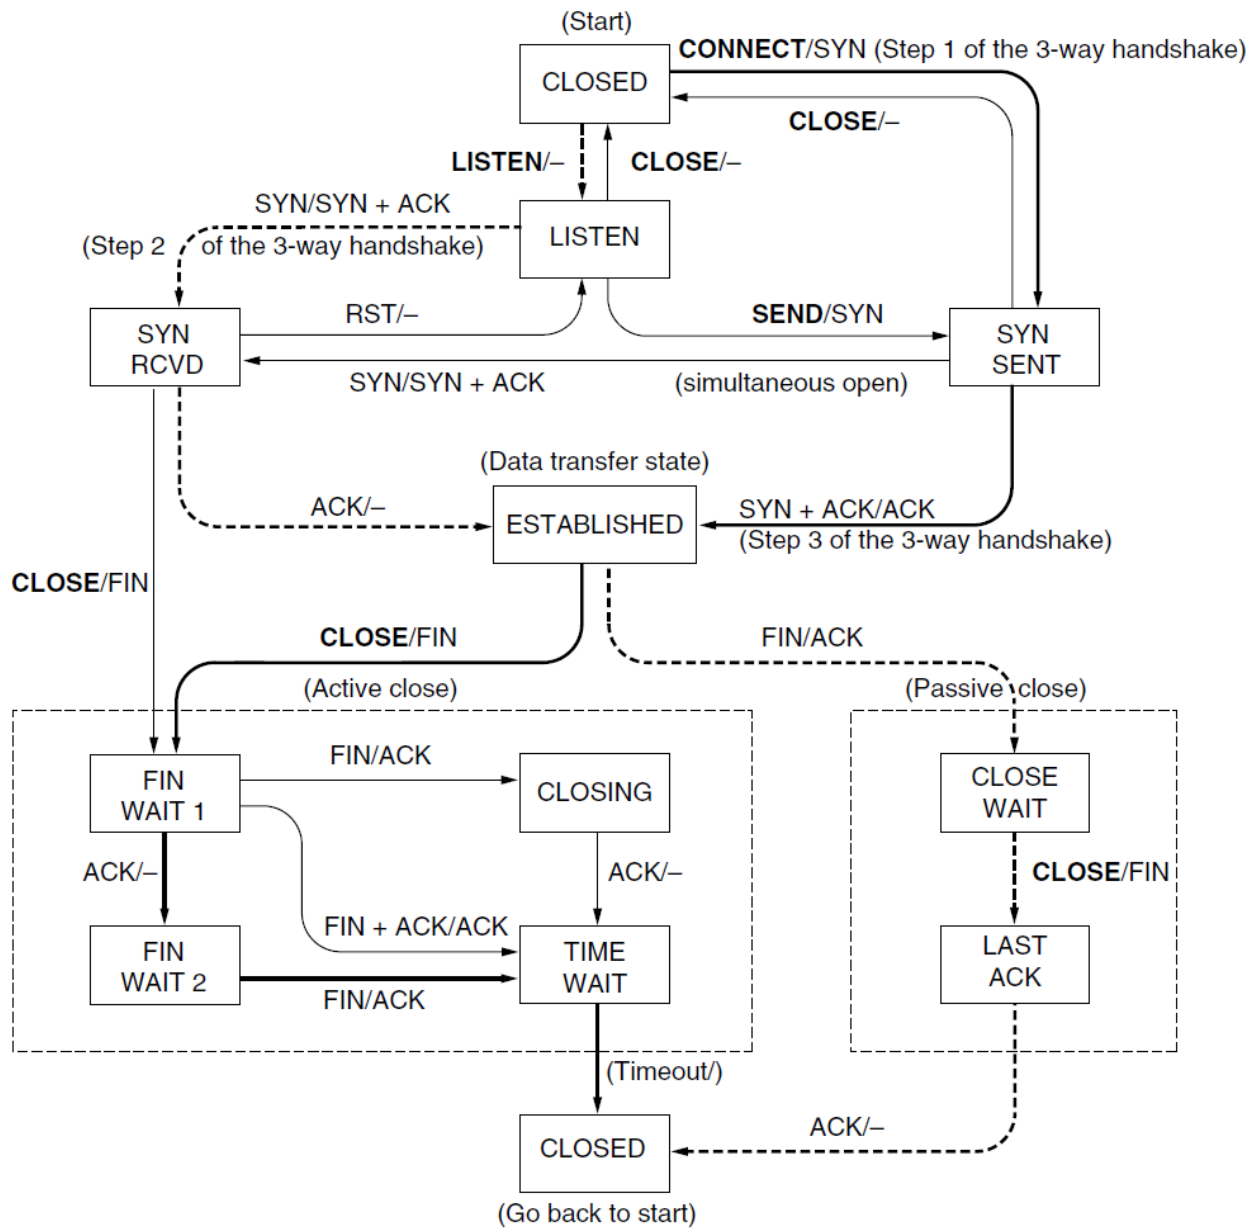 (Start)
CONNECT/SYN (Step 1 of the 3-way handshake)
CLOSED
CLOSE/–
LISTEN/–
CLOSE/–
SYN/SYN + ACK
LISTEN
(Step 2 of the 3-way handshake)
RST/–
SEND/SYN
SYN
RCVD
SYN
SENT
SYN/SYN + ACK
(simultaneous open)
(Data transfer state)
ACK/–
ESTABLISHED
SYN + ACK/ACK
(Step 3 of the 3-way handshake)
CLOSE/FIN
CLOSE/FIN
FIN/ACK
(Active close)
(Passive close)
FIN
WAIT 1
FIN/ACK
CLOSING
CLOSE
WAIT
ACK/–
ACK/–
CLOSE/FIN
FIN + ACK/ACK
FIN
WAIT 2
FIN/ACK
TIME
WAIT
LAST
ACK
(Timeout/)
CLOSED
ACK/–
(Go back to start)